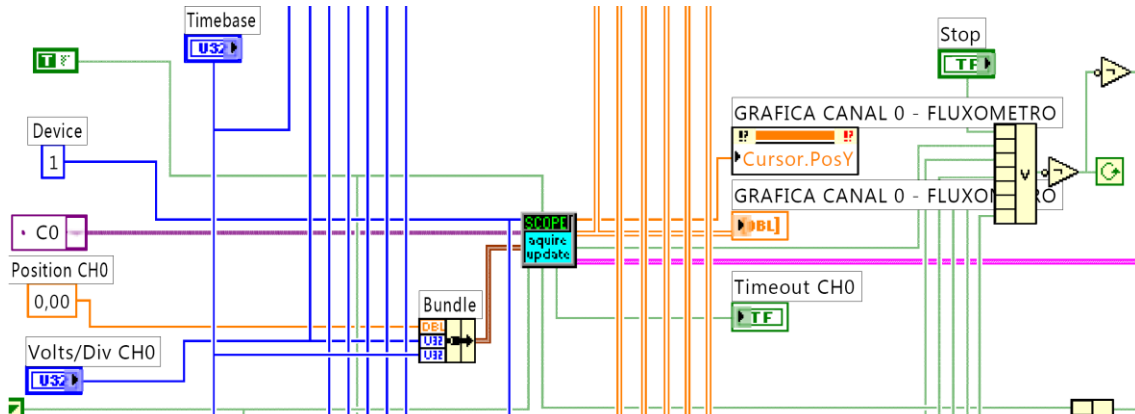 Timebase
U32
Stop
TF
T F
Device
1
GRAFICA CANAL 0 - FLUXOMETRO
Cursor.PosY
V
C0
SCOPE
aquire
update
GRAFICA CANAL 0 - FLUXOMETRO
DBL]
Position CH0
0,00
Bundle
DBL
U32
U32
Timeout CH0
TF
Volts/Div CH0
U32